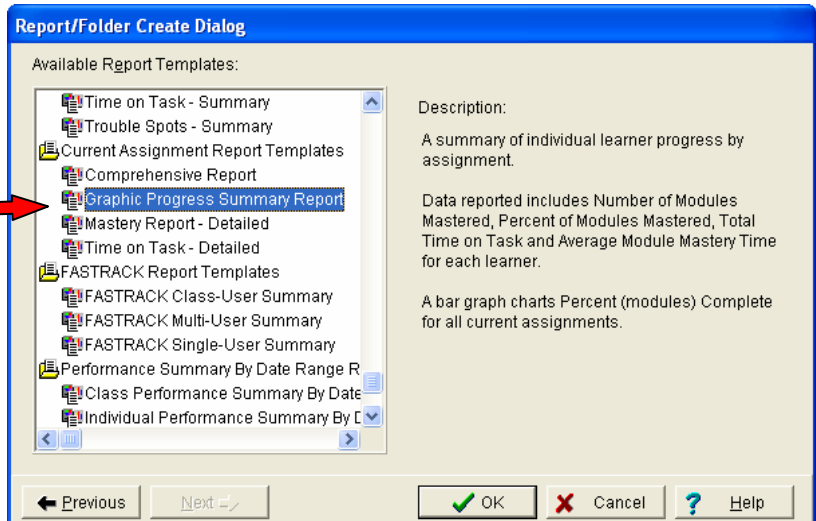 Report/Folder Create Dialog
Available Report Templates:
Time on Task - Summary
Trouble Spots - Summary
Current Assignment Report Templates
Comprehensive Report
Graphic Progress Summary Report
Mastery Report - Detailed
Time on Task - Detailed
FASTRACK Report Templates
FASTRACK Class-User Summary
FASTRACK Multi-User Summary
FASTRACK Single-User Summary
Performance Summary By Date Range R
Class Performance Summary By Date
Individual Performance Summary By D
Description:
A summary of individual learner progress by
assignment.
Data reported includes Number of Modules
Mastered, Percent of Modules Mastered, Total
Time on Task and Average Module Mastery Time
for each learner.
A bar graph charts Percent (modules) Complete
for all current assignments.
Previous
Next
OK
Cancel
Help